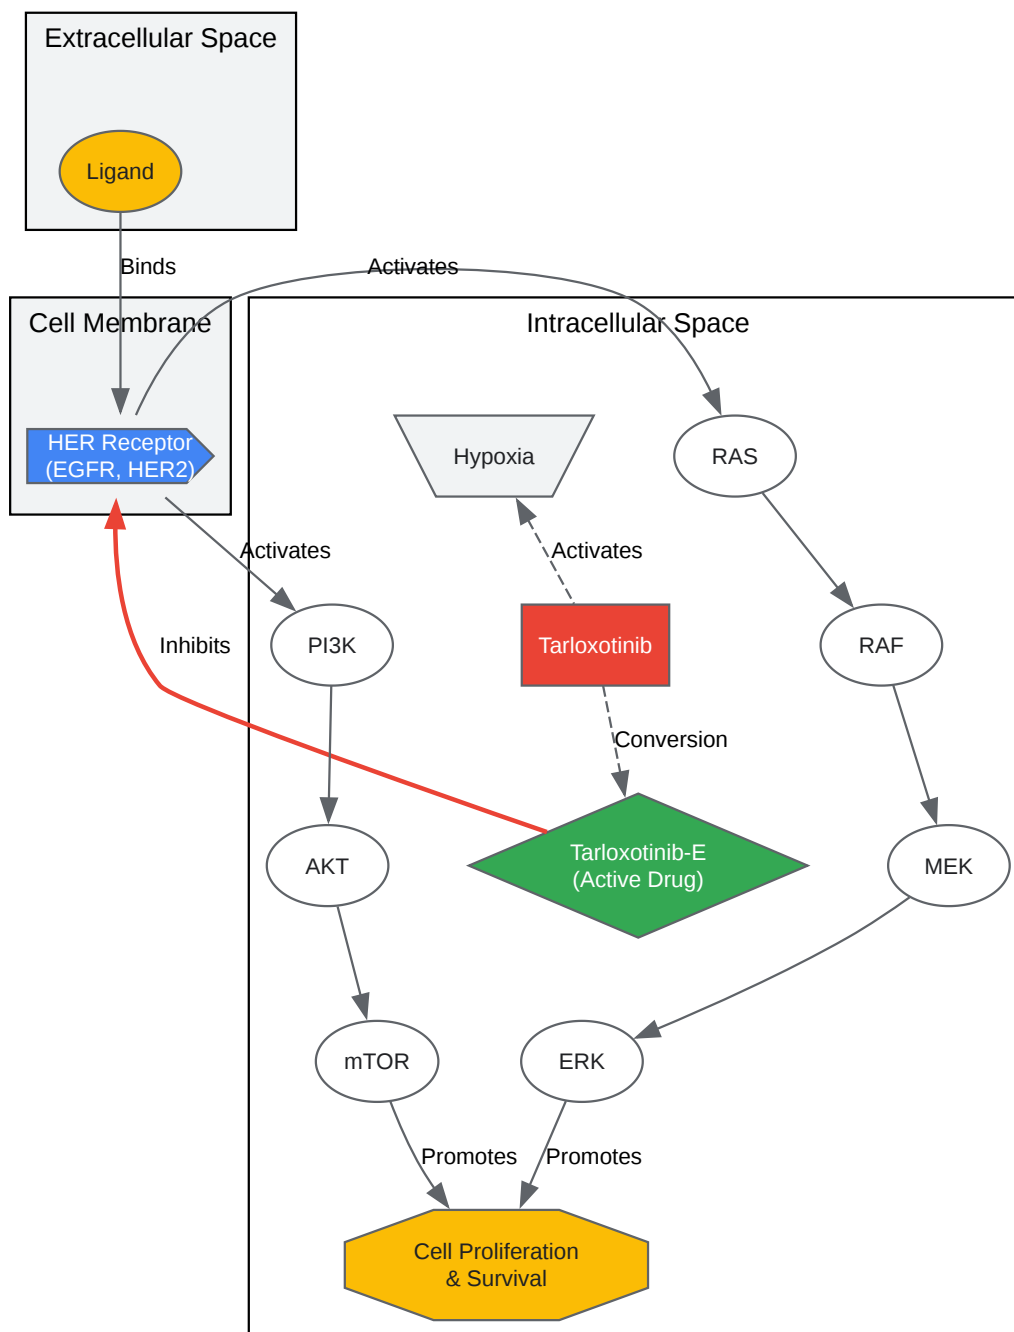 Extracellular Space
Ligand
Binds
Activates
Cell Membrane
Intracellular Space
HER Receptor
(EGFR, HER2)
Hypoxia
RAS
Activates
Activates
Inhibits
PI3K
Tarloxotinib
RAF
Conversion
AKT
Tarloxotinib-E
(Active Drug)
MEK
mTOR
ERK
Promotes
Promotes
Cell Proliferation
& Survival